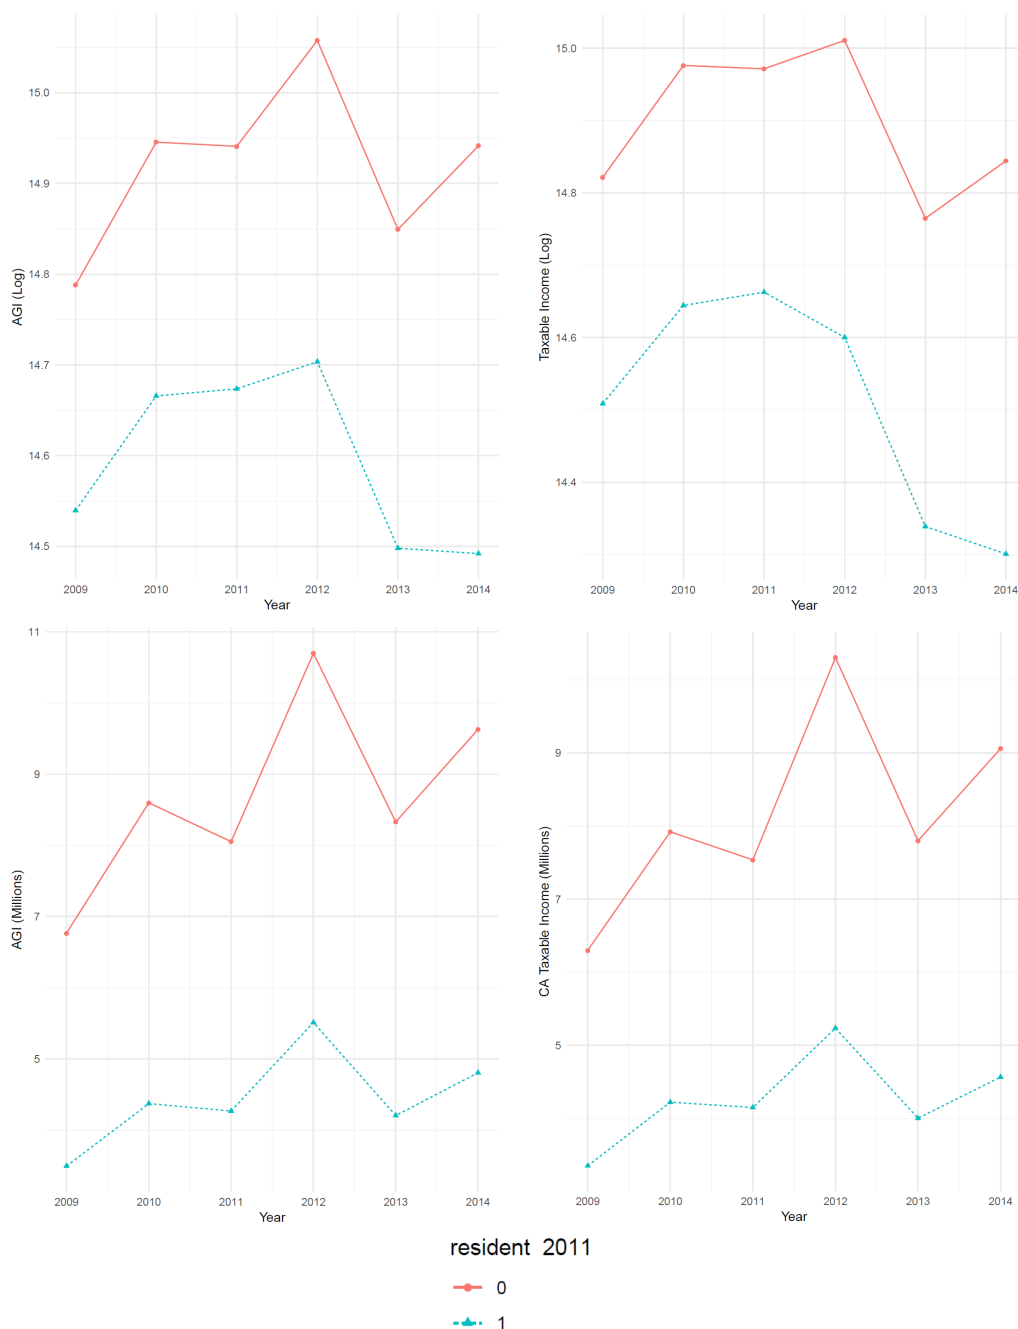 15.0
14.9
14.8
14.7
14.6
14.5
AGI (Log)
2009 2010 2011 2012 2013 2014
Year
15.0
14.8
14.6
14.4
Taxable Income (Log)
2009 2010 2011 2012 2013 2014
Year
11
9
7
5
AGI (Millions)
2009 2010 2011 2012 2013 2014
Year
9
7
5
CA Taxable Income (Millions)
2009 2010 2011 2012 2013 2014
Year
resident 2011
0
1